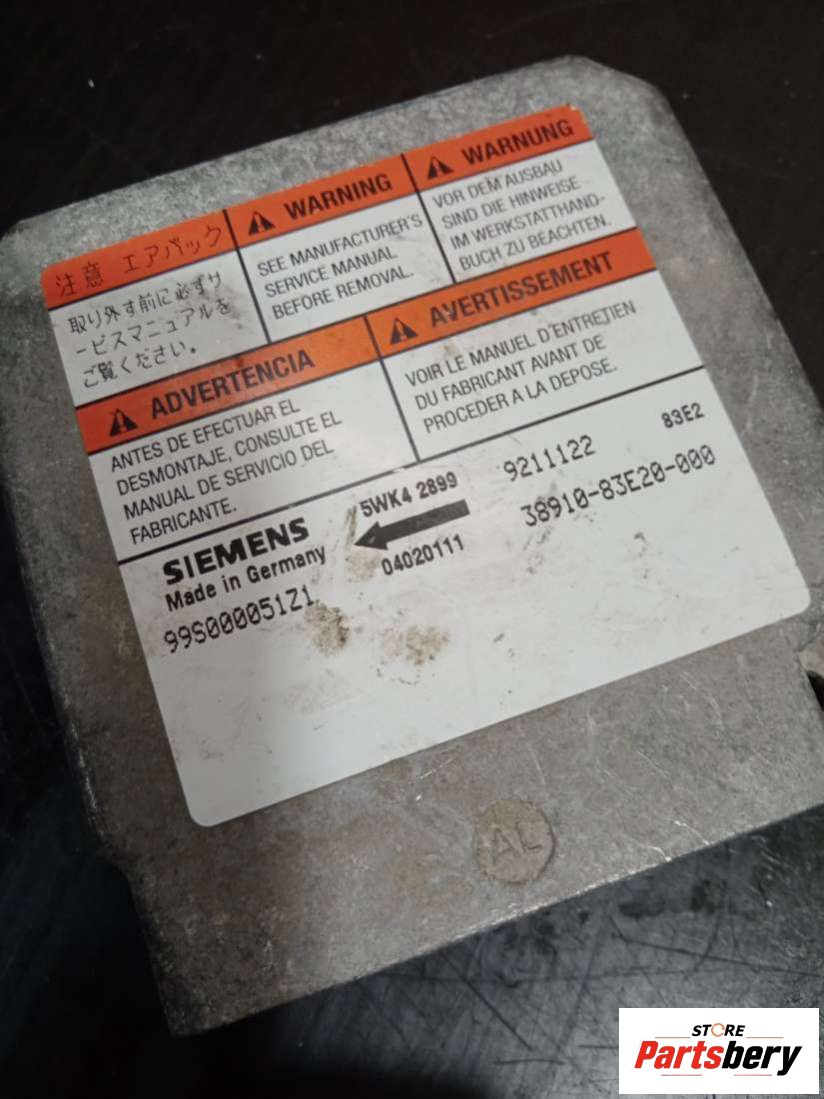 注意 エアバック
取り外す前に必ずサ
ービスマニュアルを
ご覧ください。
WARNING
SEE MANUFACTURER'S
SERVICE MANUAL
BEFORE REMOVAL.
WARNUNG
VOR DEM AUSBAU
SIND DIE HINWEISE
IM WERKSTATTHAND-
BUCH ZU BEACHTEN.
ADVERTENCIA
ANTES DE EFECTUAR EL
DESMONTAJE, CONSULTE EL
MANUAL DE SERVICIO DEL
FABRICANTE.
AVERTISSEMENT
VOIR LE MANUEL D'ENTRETIEN
DU FABRICANT AVANT DE
PROCEDER A LA DEPOSE.
SIEMENS
Made in Germany
99S000051Z1
5WK4 2899
04020111
9211122
83E2
38910-83E20-000
AL
STORE
Partsbery